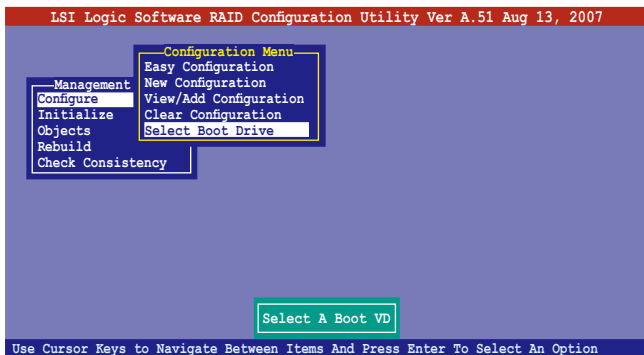 LSI Logic Software RAID Configuration Utility Ver A.51 Aug 13, 2007
Configuration Menu
Easy Configuration
New Configuration
View/Add Configuration
Clear Configuration
Select Boot Drive
Management
Configure
Initialize
Objects
Rebuild
Check Consistency
Select A Boot VD
Use Cursor Keys to Navigate Between Items And Press Enter To Select An Option